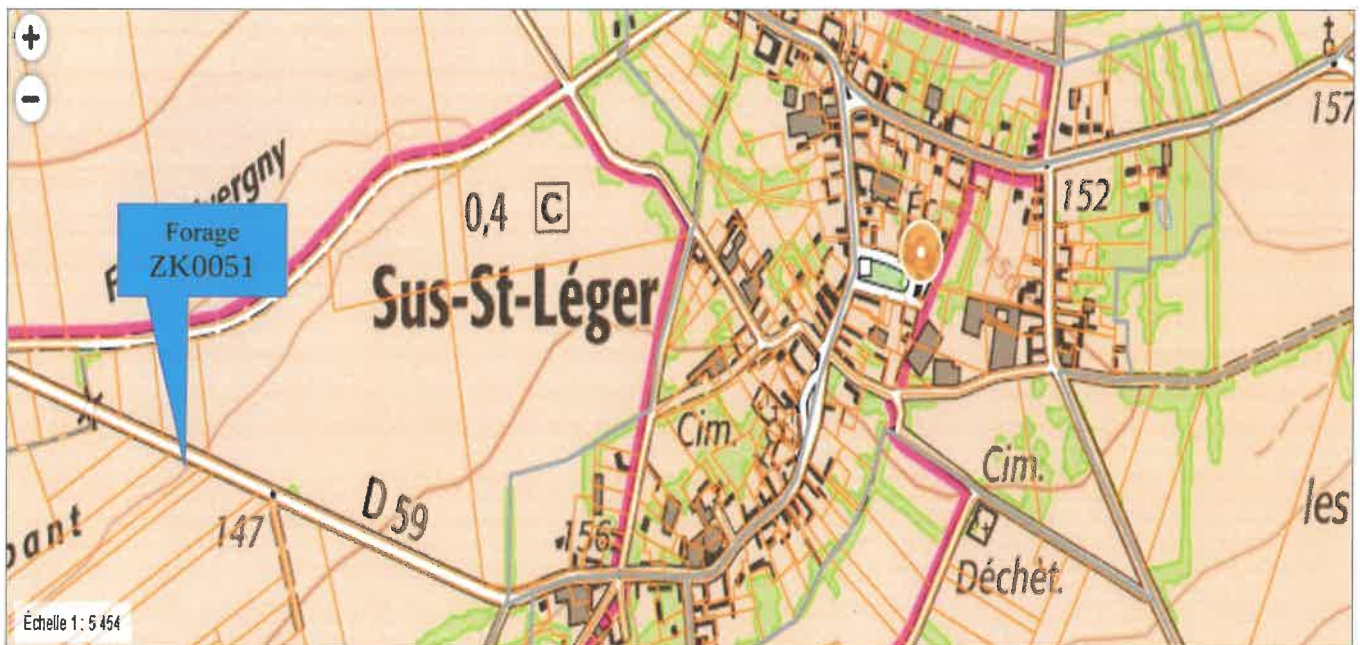 +
−
157
0,4 C
152
Éc.
Forage
ZK0051
Sus-St-Léger
Cim.
Cim.
D 59
147
156
les
Déchet.
Échelle 1 : 5 454